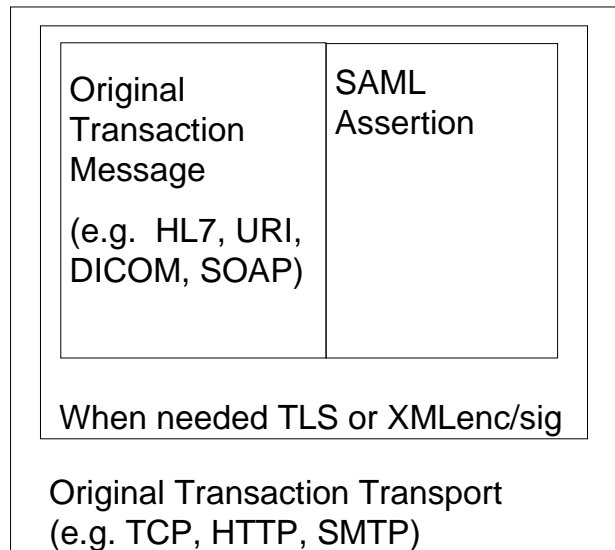 Original
Transaction
Message
(e.g. HL7, URI,
DICOM, SOAP)
SAML
Assertion
When needed TLS or XMLenc/sig
Original Transaction Transport
(e.g. TCP, HTTP, SMTP)